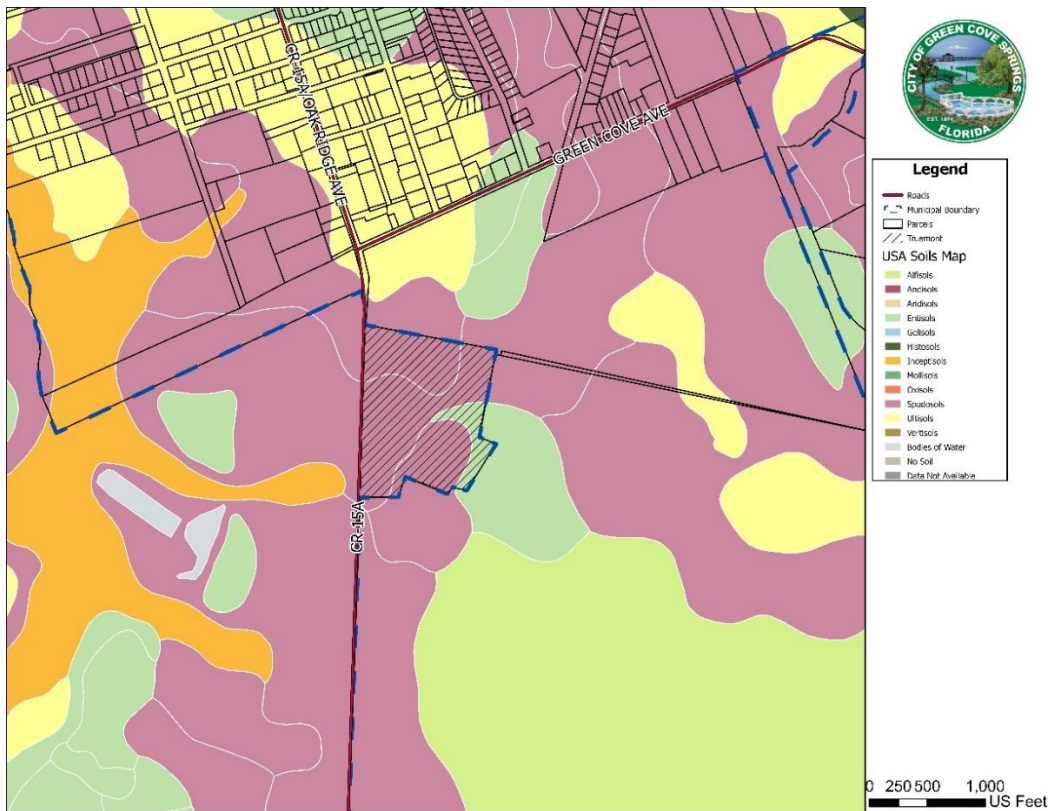 CR-15A/OAK RIDGE AVE
GREEN COVE AVE
CR-15A
CITY OF GREEN COVE SPRINGS
FLORIDA
Legend
Roads
Municipal Boundary
Parcels
Truemont
USA Soils Map
Alfisols
Andisols
Aridisols
Entisols
Gelisols
Histosols
Inceptisols
Mollisols
Oxisols
Spodosols
Ultisols
Vertisols
Bodies of Water
No Soil
Data Not Available
0 250 500 1,000
US Feet